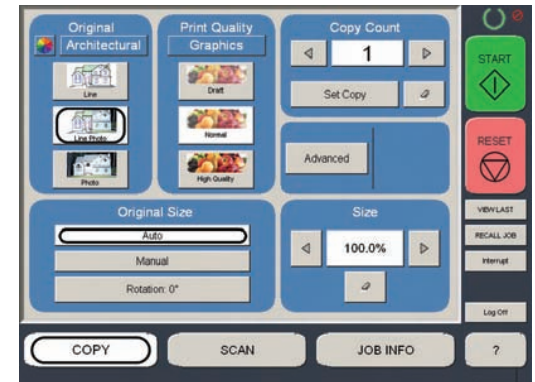 Original
Architectural
Line
Line Photo
Photo
Print Quality
Graphics
Draft
Normal
High Quality
Copy Count
1
Set Copy
Advanced
Original Size
Auto
Manual
Rotation: 0°
Size
100.0%
START
RESET
VIEW LAST
RECALL JOB
Interrupt
Log Off
COPY
SCAN
JOB INFO
?